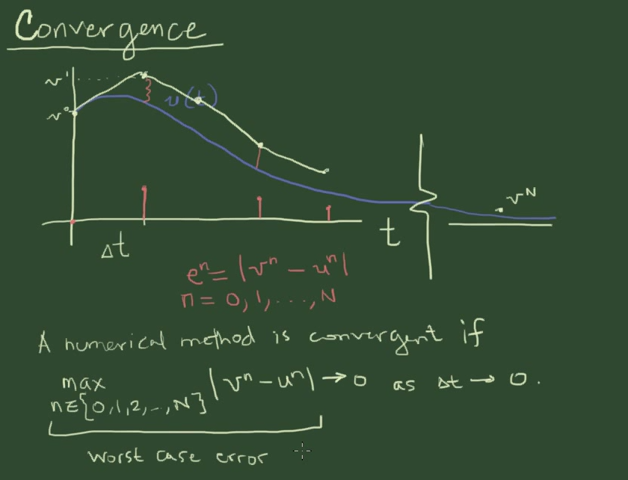 Convergence
v¹
v⁰
u(t)
vᴺ
t
Δt
eⁿ = |vⁿ - uⁿ|
n = 0, 1, ..., N
A numerical method is convergent if
max |vⁿ - uⁿ| → 0 as Δt → 0.
n∈{0,1,2,..,N}
Worst case error